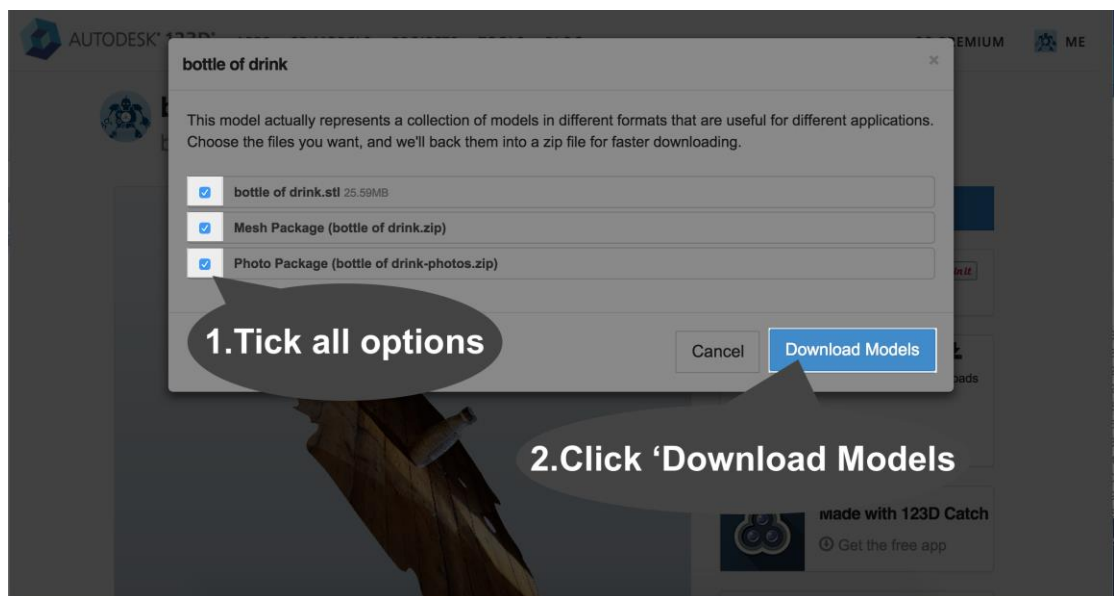 AUTODESK® 123D®
EMIUM
ME
bottle of drink
×
This model actually represents a collection of models in different formats that are useful for different applications.
Choose the files you want, and we'll back them into a zip file for faster downloading.
bottle of drink.stl 25.59MB
Mesh Package (bottle of drink.zip)
Photo Package (bottle of drink-photos.zip)
1.Tick all options
Cancel
Download Models
2.Click ‘Download Models
Made with 123D Catch
Get the free app